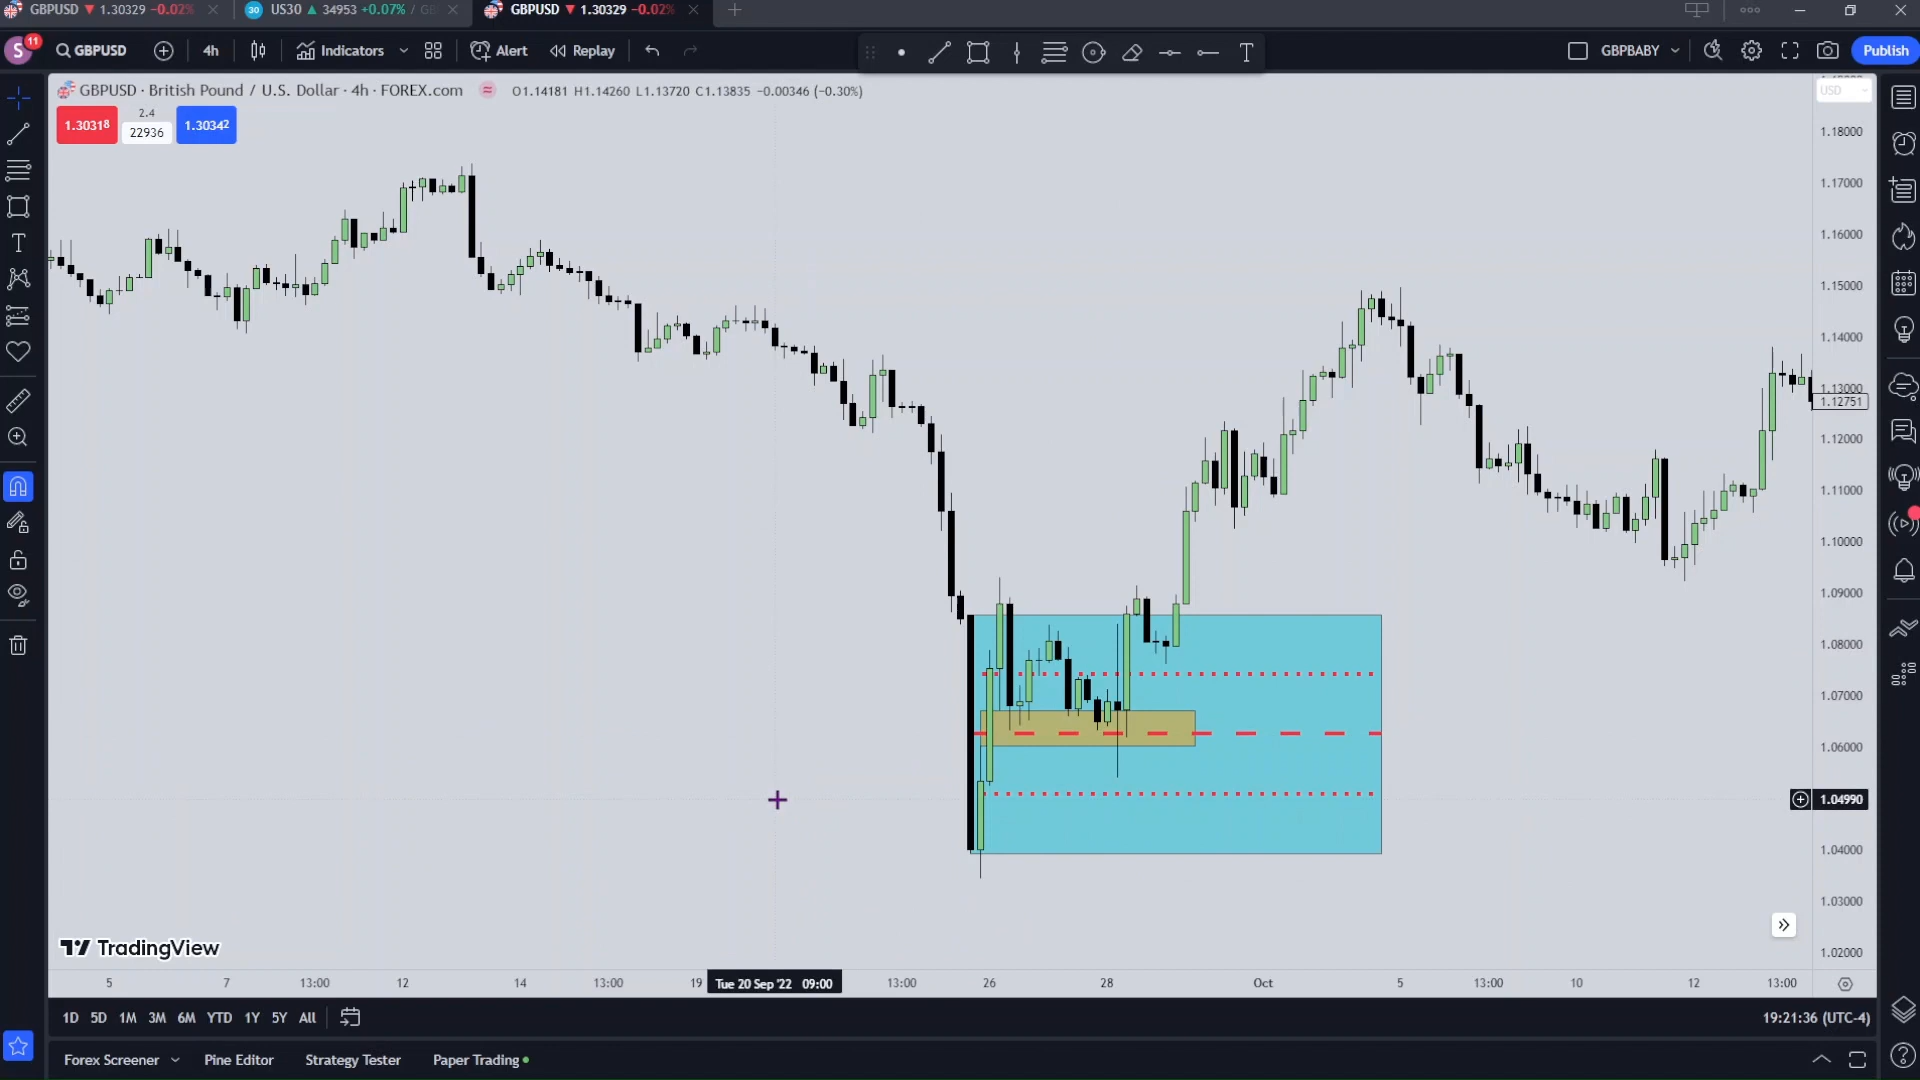 GBPUSD ▼ 1.30329 −0.02%
US30 ▲ 34953 +0.07% /
GBPUSD ▼ 1.30329 −0.02%
S
11
GBPUSD
4h
Indicators
Alert
Replay
T
GBPBABY
Publish
GBPUSD · British Pound / U.S. Dollar · 4h · FOREX.com
O1.14181 H1.14260 L1.13720 C1.13835 −0.00346 (−0.30%)
1.30318
2.4
22936
1.30342
USD
1.18000
1.17000
1.16000
1.15000
1.14000
1.13000
1.12751
1.12000
1.11000
1.10000
1.09000
1.08000
1.07000
1.06000
1.04990
1.04000
1.03000
1.02000
TradingView
5 7 13:00 12 14 13:00 19 Tue 20 Sep '22 09:00 13:00 26 28 Oct 5 13:00 10 12 13:00
1D 5D 1M 3M 6M YTD 1Y 5Y All
19:21:36 (UTC-4)
Forex Screener
Pine Editor
Strategy Tester
Paper Trading